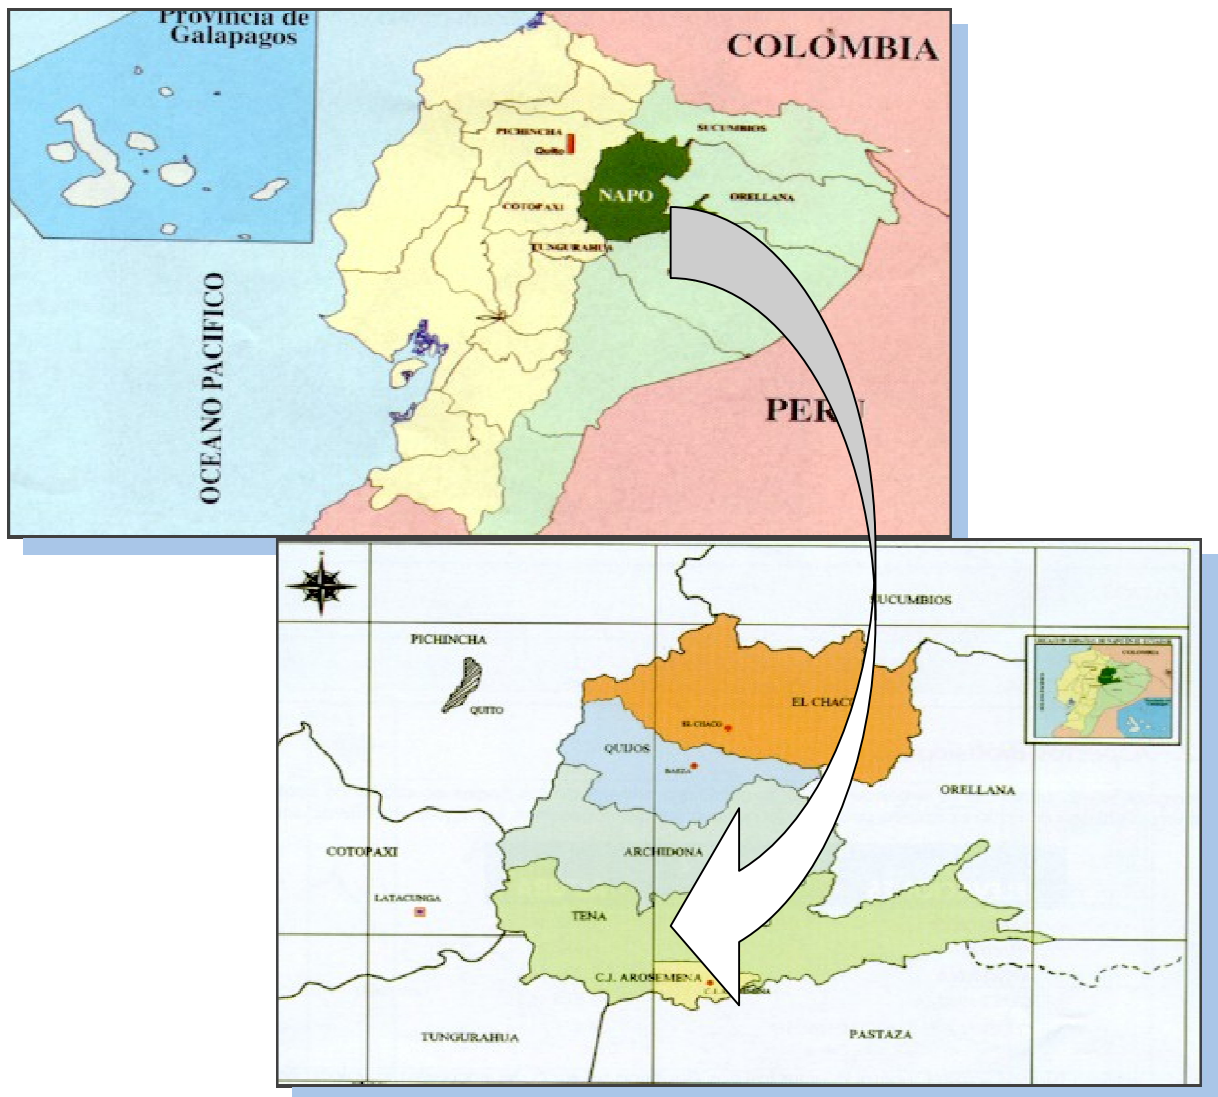 Provincia de
Galapagos
COLOMBIA
SUCUMBIOS
PICHINCHA
Quito
NAPO
ORELLANA
COTOPAXI
TUNGURAHUA
OCEANO PACIFICO
PERU
SUCUMBIOS
PICHINCHA
QUITO
COLOMBIA
EL CHACO
EL CHACO
QUIJOS
BAEZA
ORELLANA
COTOPAXI
ARCHIDONA
LATACUNGA
TENA
C.J. AROSEMENA
TUNGURAHUA
PASTAZA